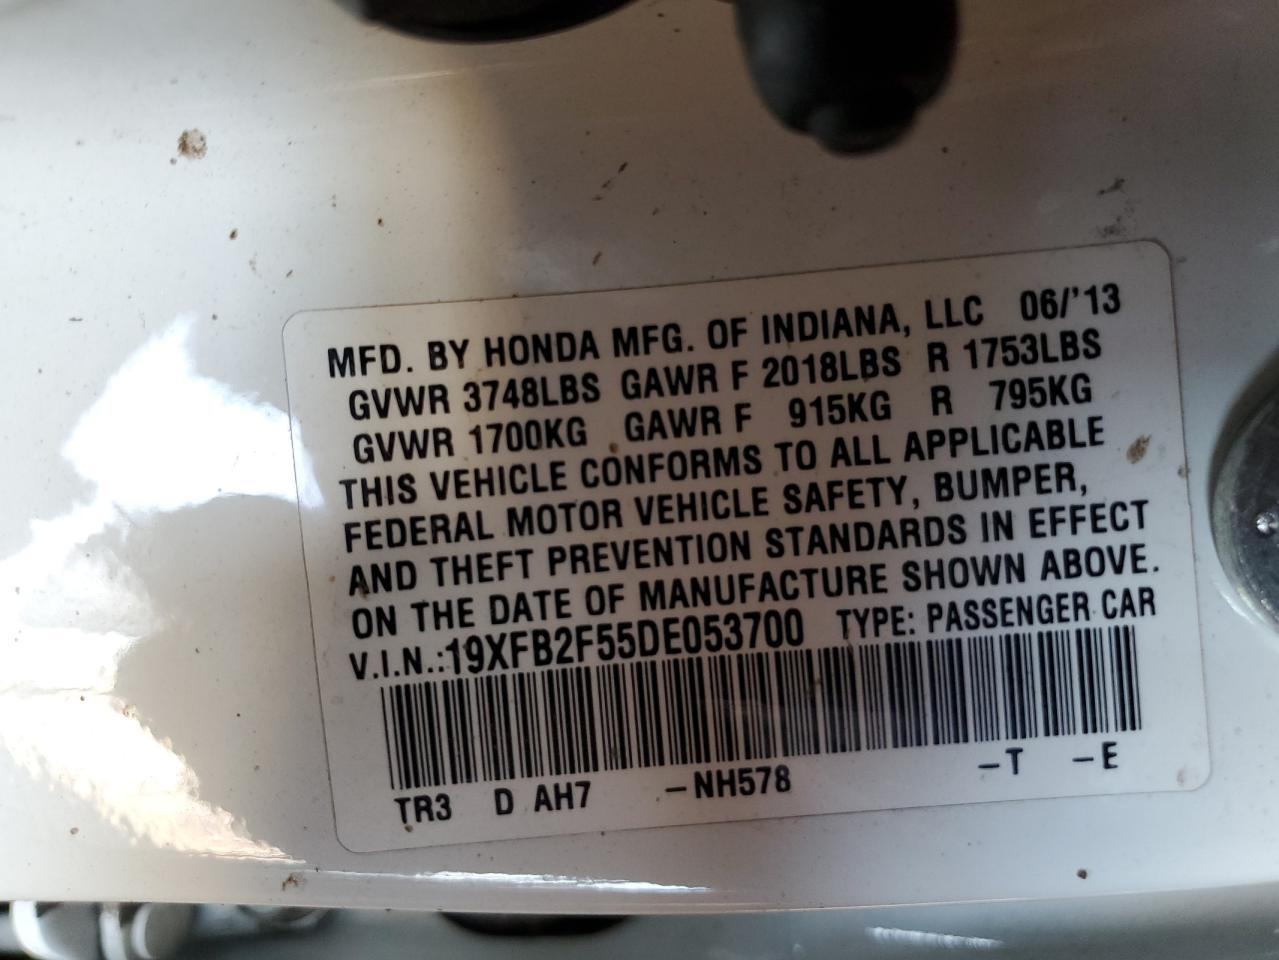 MFD. BY HONDA MFG. OF INDIANA, LLC 06/'13
GVWR 3748LBS GAWR F 2018LBS R 1753LBS
GVWR 1700KG GAWR F 915KG R 795KG
THIS VEHICLE CONFORMS TO ALL APPLICABLE
FEDERAL MOTOR VEHICLE SAFETY, BUMPER,
AND THEFT PREVENTION STANDARDS IN EFFECT
ON THE DATE OF MANUFACTURE SHOWN ABOVE.
V.I.N.:19XFB2F55DE053700 TYPE: PASSENGER CAR
TR3 D AH7 –NH578 –T –E